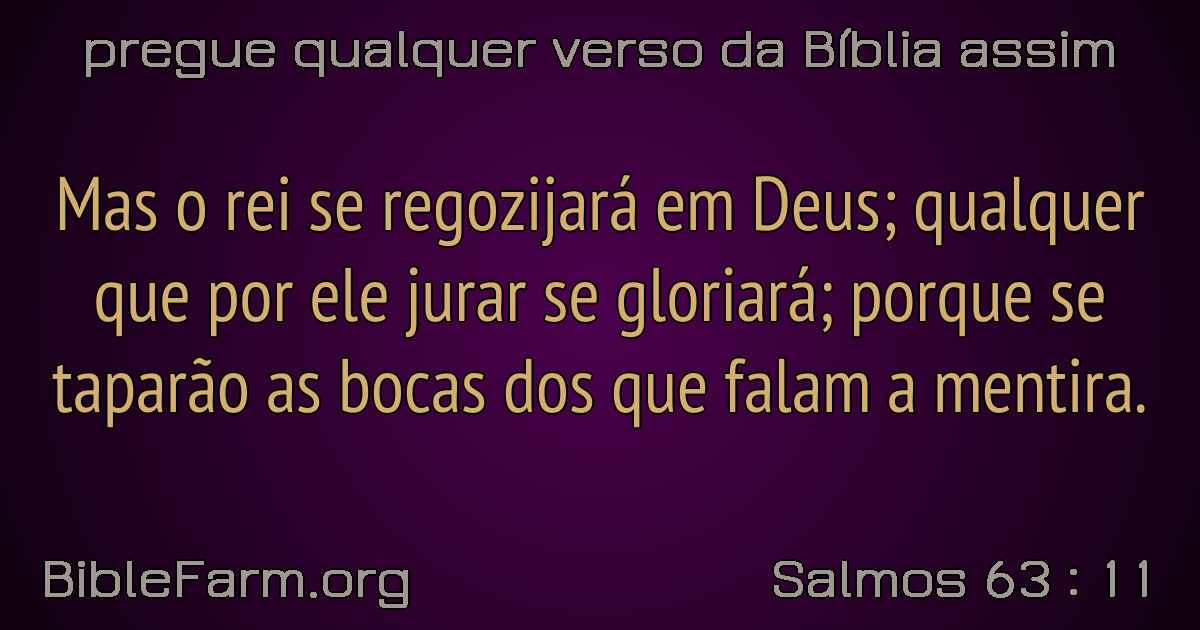 pregue qualquer verso da Bíblia assim
Mas o rei se regozijará em Deus; qualquer
que por ele jurar se gloriará; porque se
taparão as bocas dos que falam a mentira.
BibleFarm.org
Salmos 63 : 11